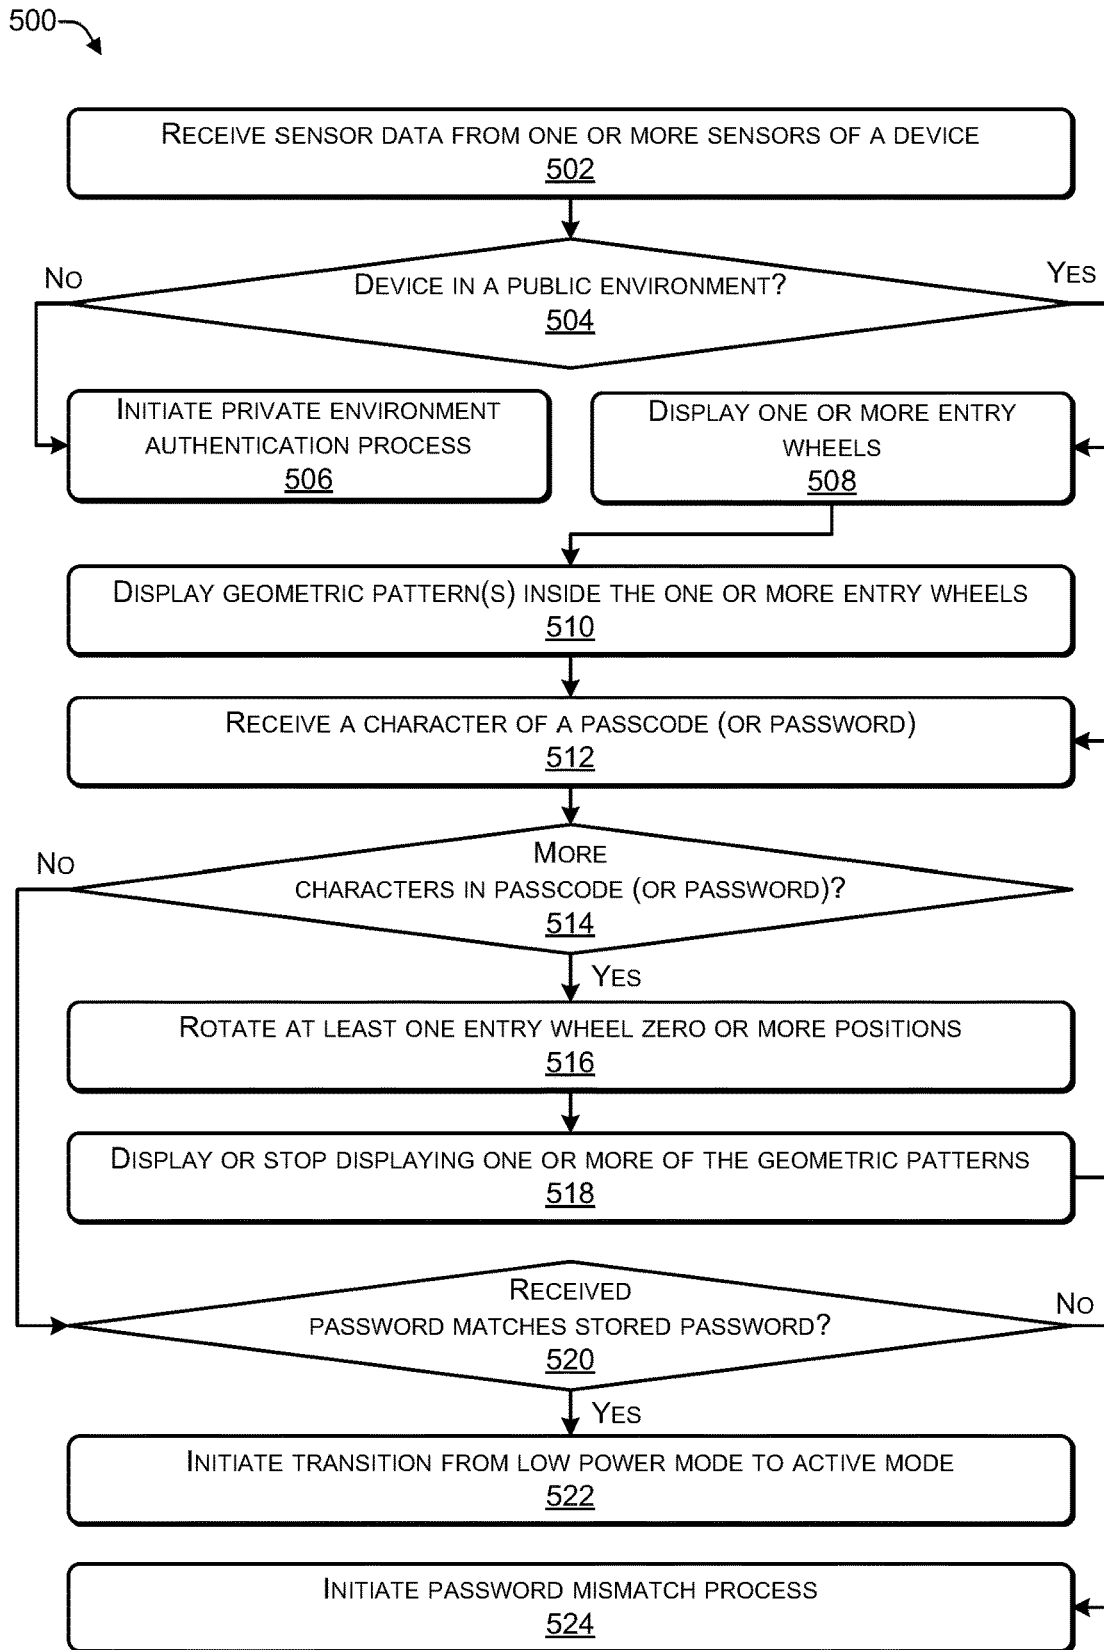 500
RECEIVE SENSOR DATA FROM ONE OR MORE SENSORS OF A DEVICE
502
NO
YES
DEVICE IN A PUBLIC ENVIRONMENT?
504
INITIATE PRIVATE ENVIRONMENT
AUTHENTICATION PROCESS
506
DISPLAY ONE OR MORE ENTRY
WHEELS
508
DISPLAY GEOMETRIC PATTERN(S) INSIDE THE ONE OR MORE ENTRY WHEELS
510
RECEIVE A CHARACTER OF A PASSCODE (OR PASSWORD)
512
NO
MORE
CHARACTERS IN PASSCODE (OR PASSWORD)?
514
YES
ROTATE AT LEAST ONE ENTRY WHEEL ZERO OR MORE POSITIONS
516
DISPLAY OR STOP DISPLAYING ONE OR MORE OF THE GEOMETRIC PATTERNS
518
RECEIVED
PASSWORD MATCHES STORED PASSWORD?
520
NO
YES
INITIATE TRANSITION FROM LOW POWER MODE TO ACTIVE MODE
522
INITIATE PASSWORD MISMATCH PROCESS
524